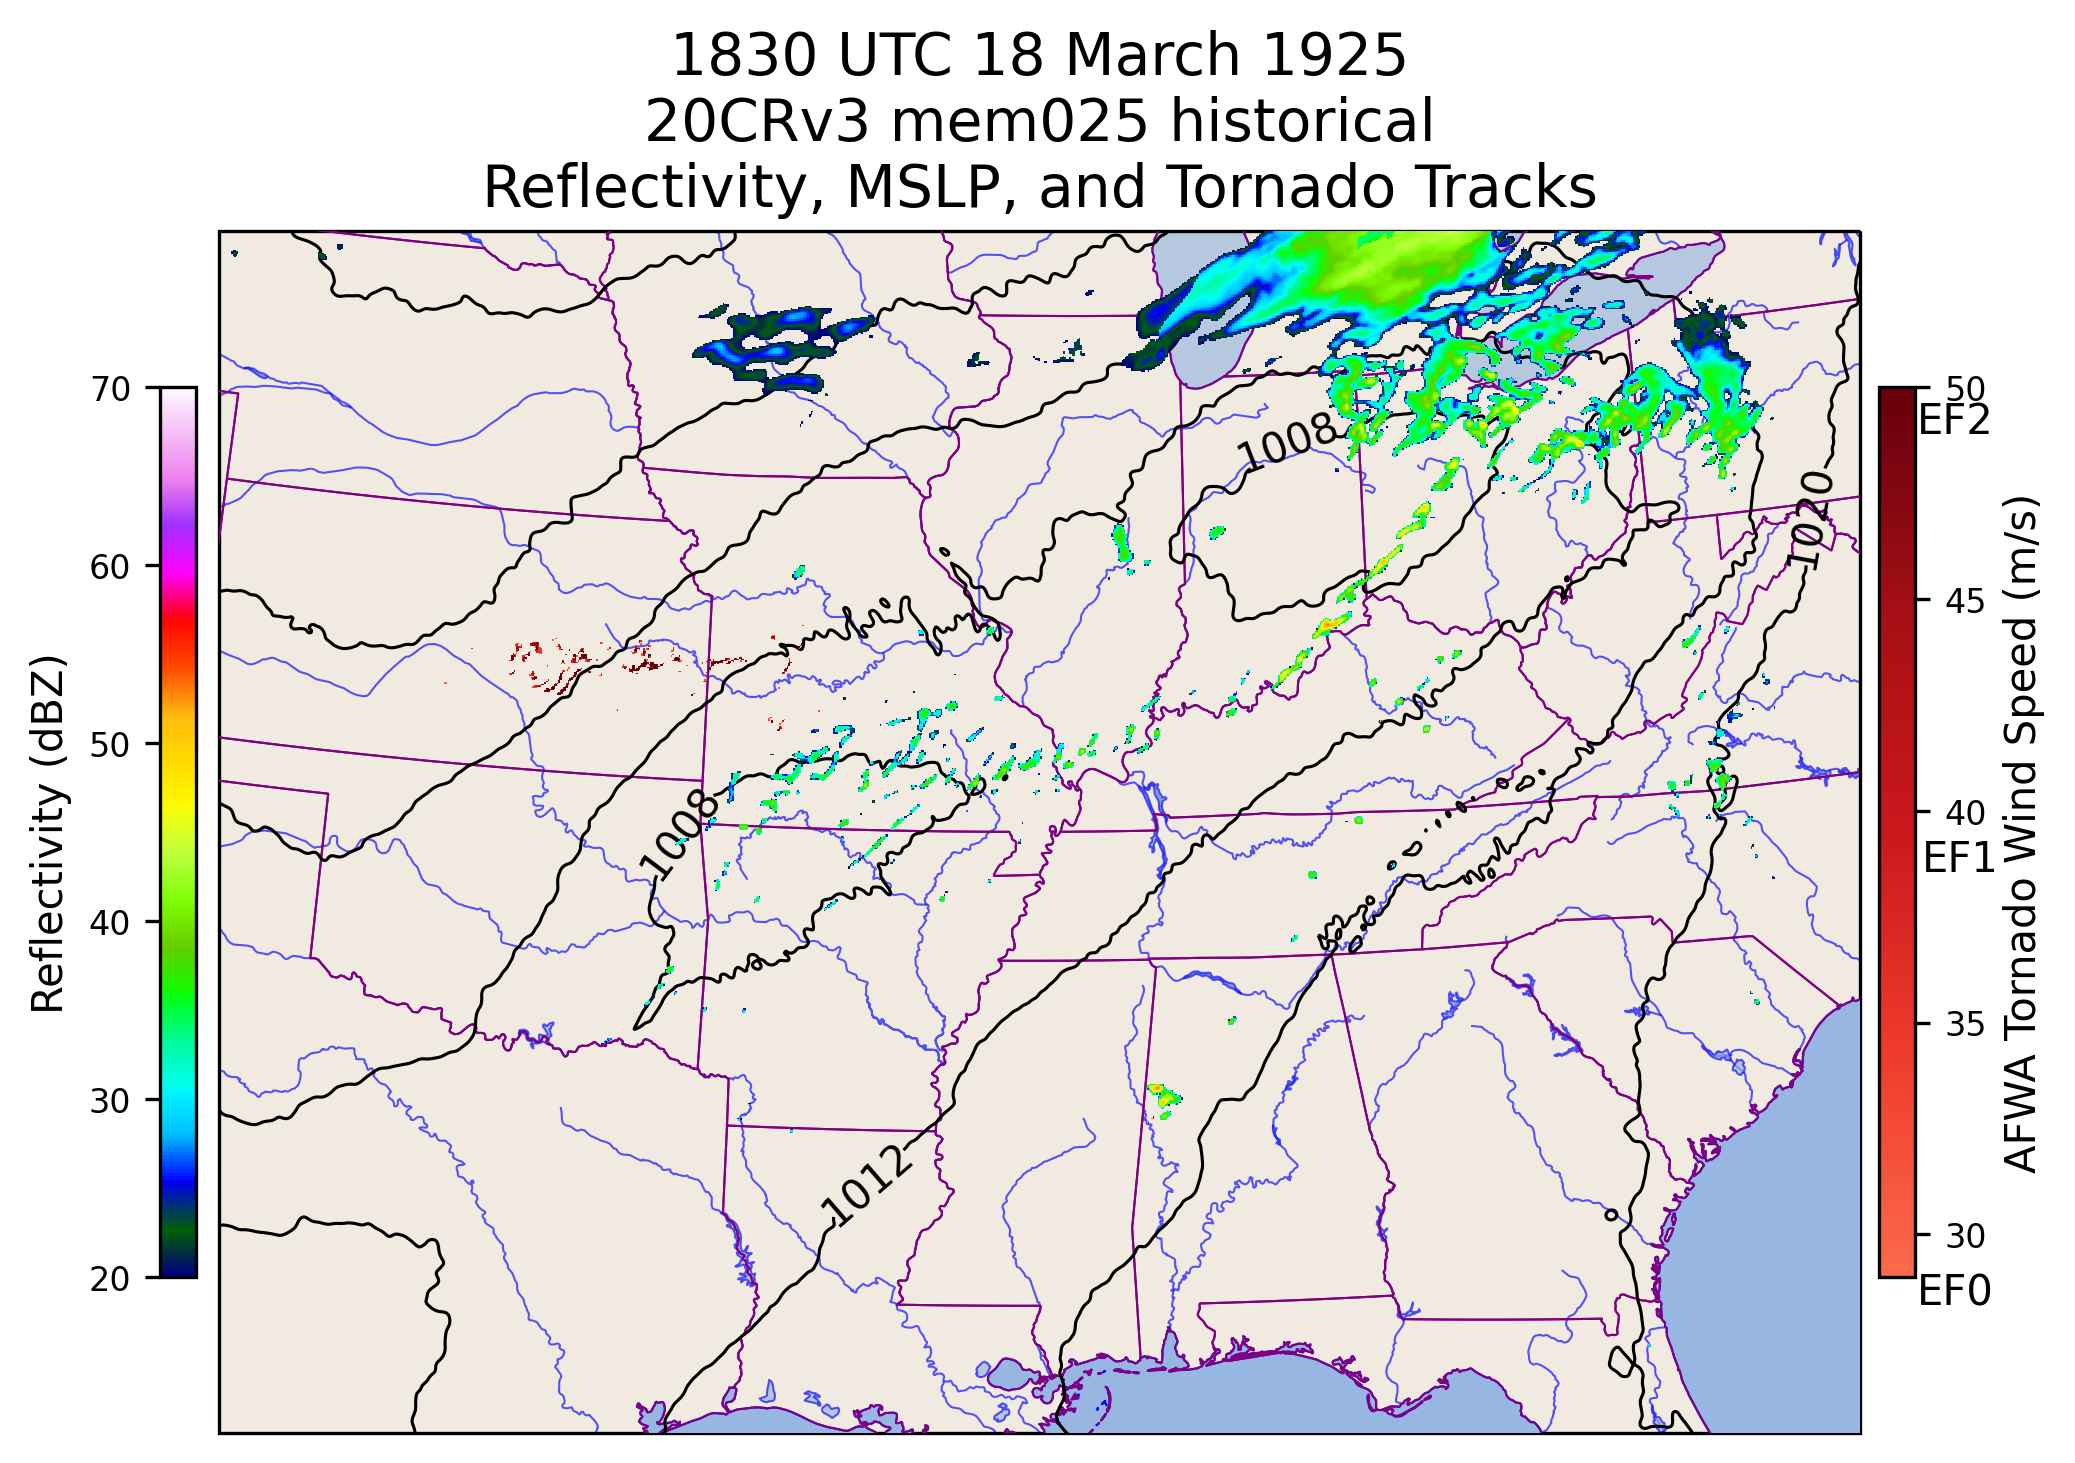 1830 UTC 18 March 1925
20CRv3 mem025 historical
Reflectivity, MSLP, and Tornado Tracks
Reflectivity (dBZ)
70
60
50
40
30
20
1008
1020
1008
1012
50
EF2
45
40
EF1
35
30
EF0
AFWA Tornado Wind Speed (m/s)